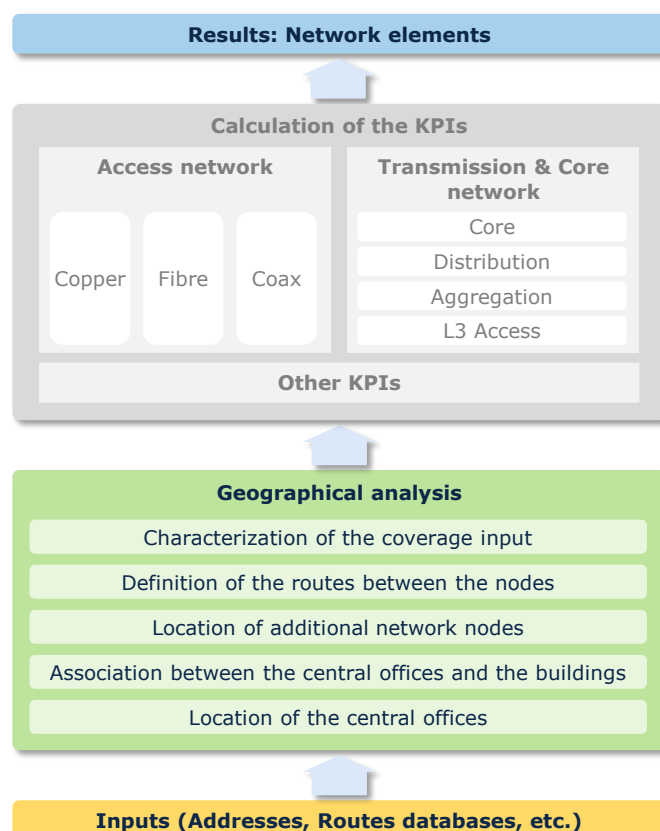 Results: Network elements
Calculation of the KPIs
Access network
Copper
Fibre
Coax
Transmission & Core
network
Core
Distribution
Aggregation
L3 Access
Other KPIs
Geographical analysis
Characterization of the coverage input
Definition of the routes between the nodes
Location of additional network nodes
Association between the central offices and the buildings
Location of the central offices
Inputs (Addresses, Routes databases, etc.)